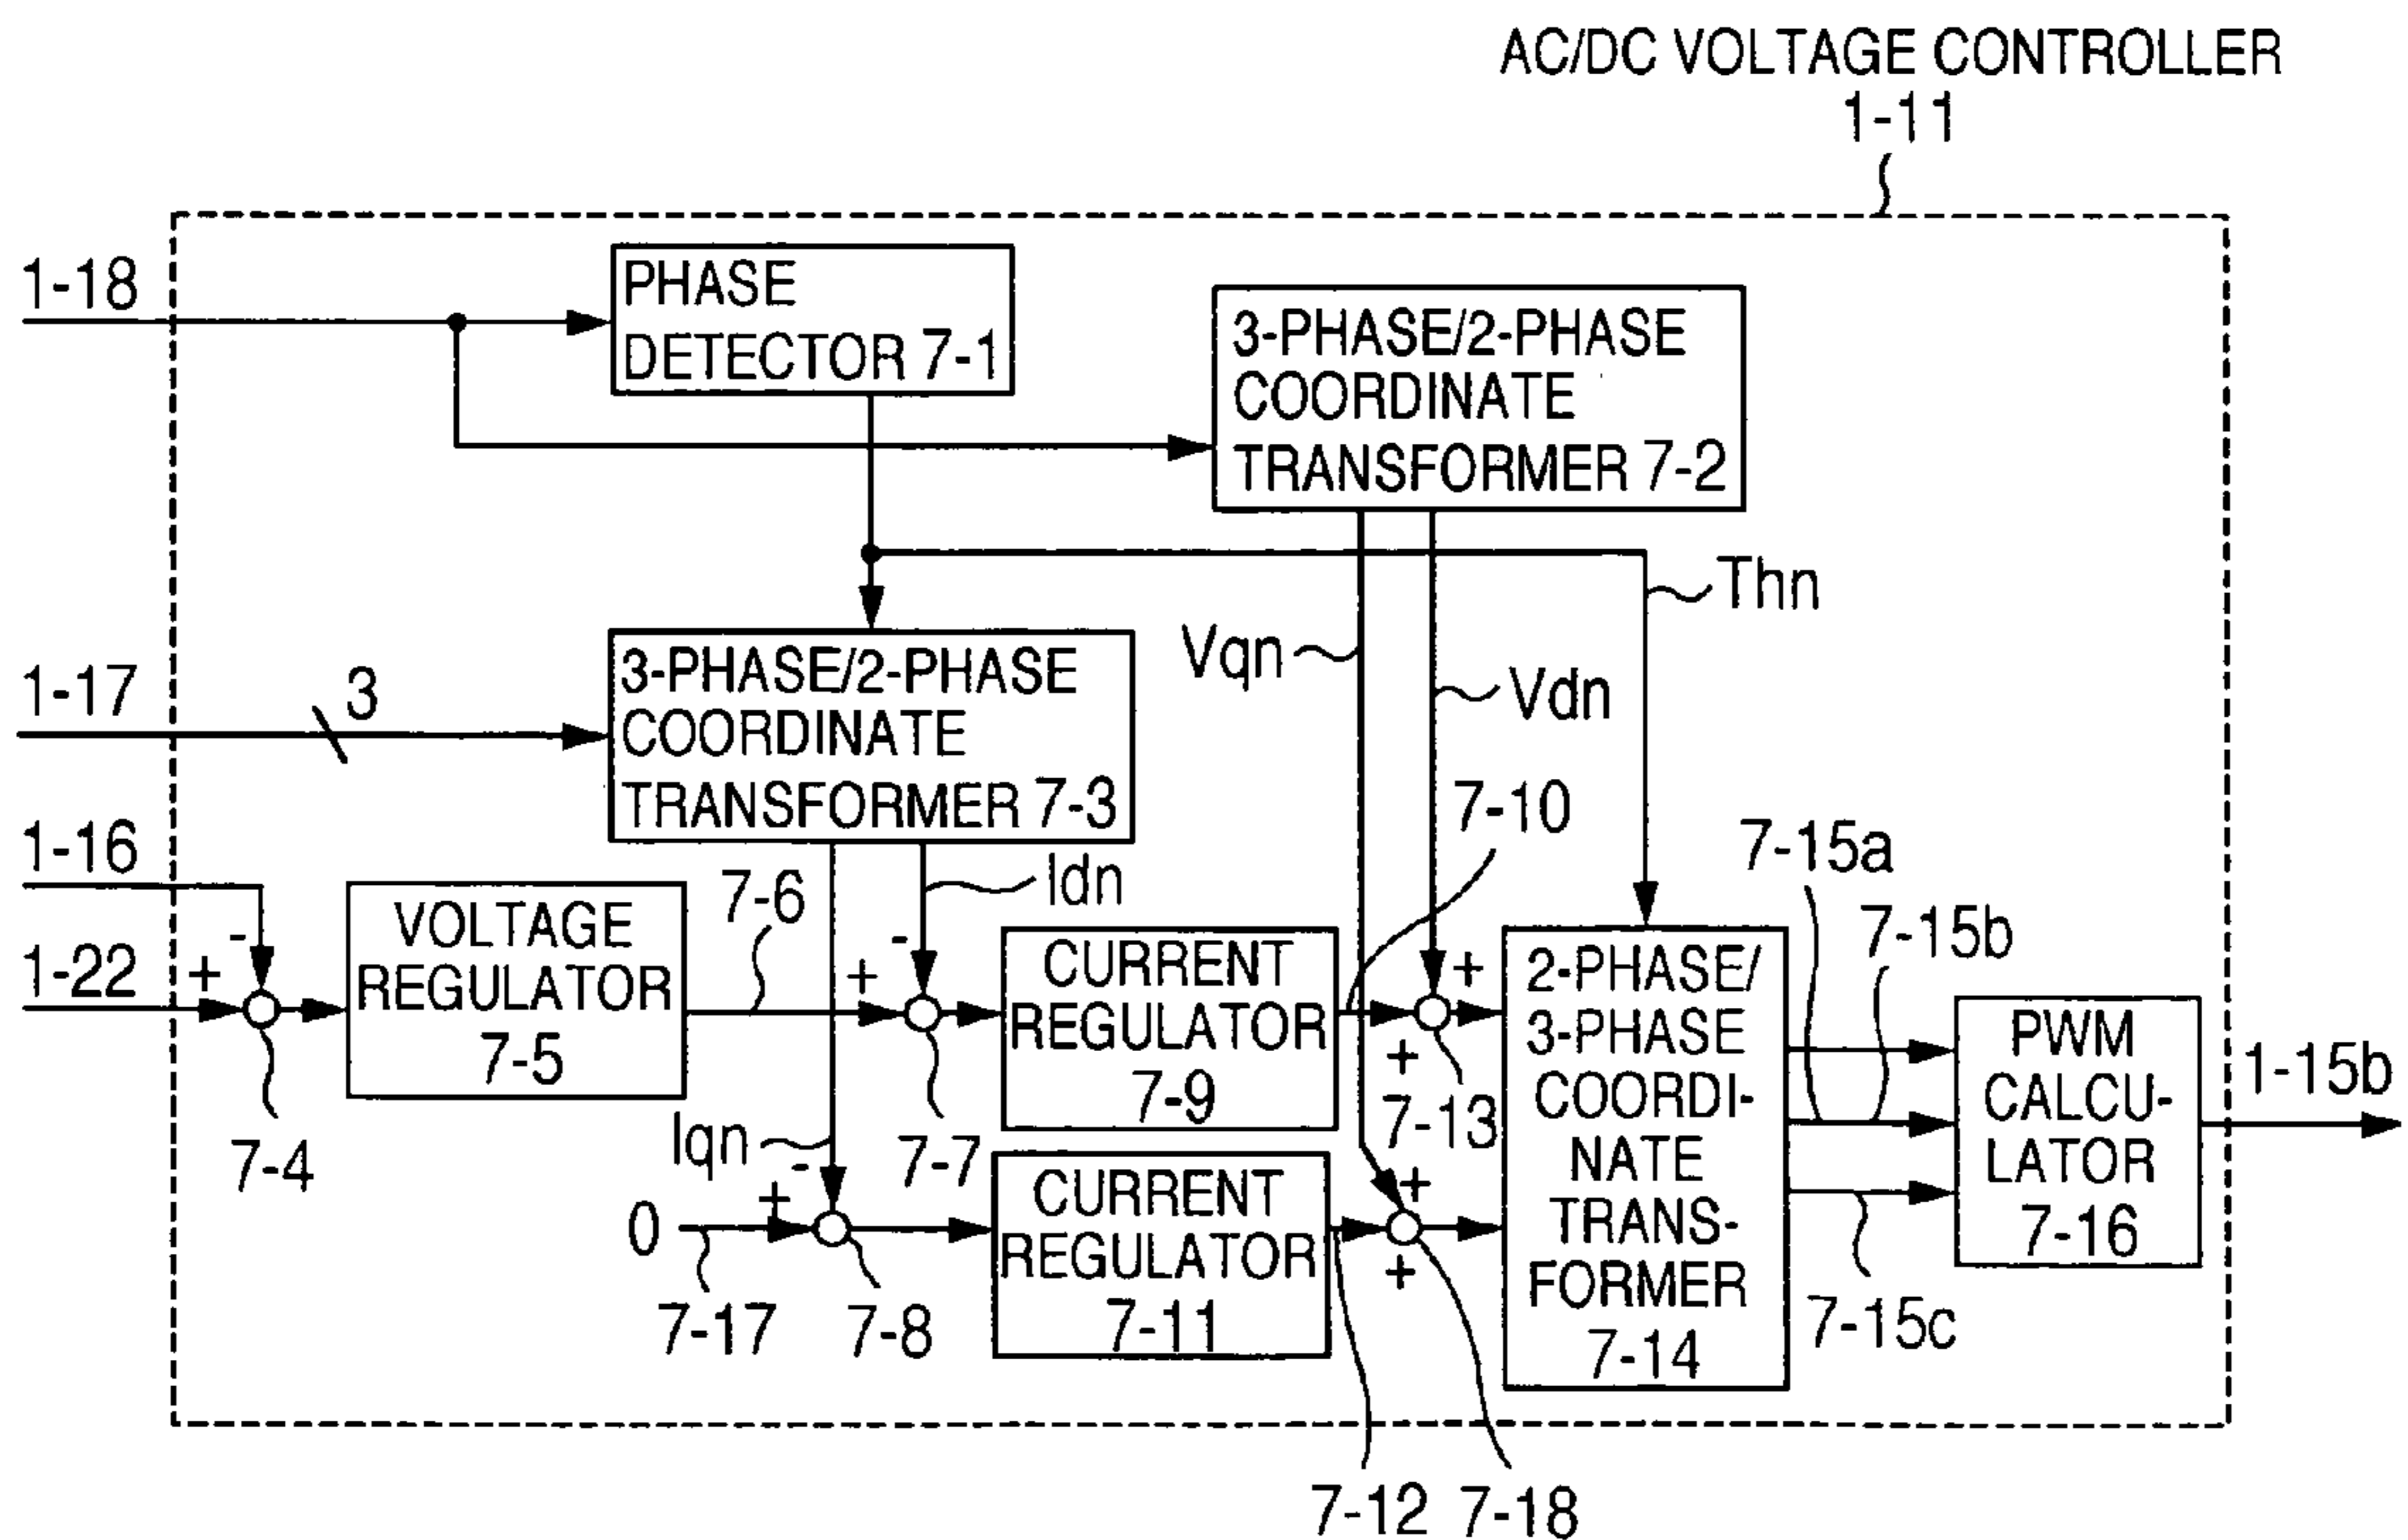 AC/DC VOLTAGE CONTROLLER
1-11
1-18
PHASE
DETECTOR 7-1
3-PHASE/2-PHASE
COORDINATE
TRANSFORMER 7-2
Thn
Vqn
Vdn
1-17
3
3-PHASE/2-PHASE
COORDINATE
TRANSFORMER 7-3
1-16
1-22
-
+
7-4
VOLTAGE
REGULATOR
7-5
7-6
Idn
-
+
7-7
CURRENT
REGULATOR
7-9
7-10
+
+
7-13
Iqn
-
+
0
7-17
7-8
CURRENT
REGULATOR
7-11
+
+
7-12
7-18
2-PHASE/
3-PHASE
COORDI-
NATE
TRANS-
FORMER
7-14
7-15a
7-15b
7-15c
PWM
CALCU-
LATOR
7-16
1-15b